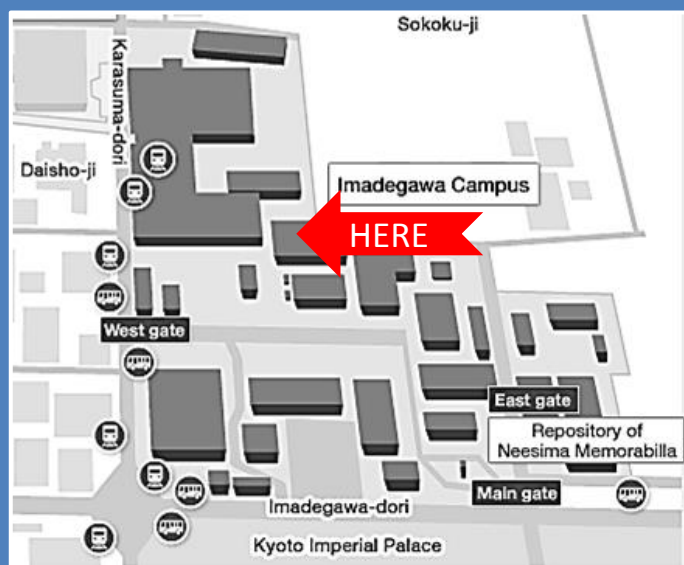 Sokoku-ji
Karasuma-dori
Daisho-ji
Imadegawa Campus
HERE
West gate
East gate
Repository of
Neesima Memorabilla
Main gate
Imadegawa-dori
Kyoto Imperial Palace